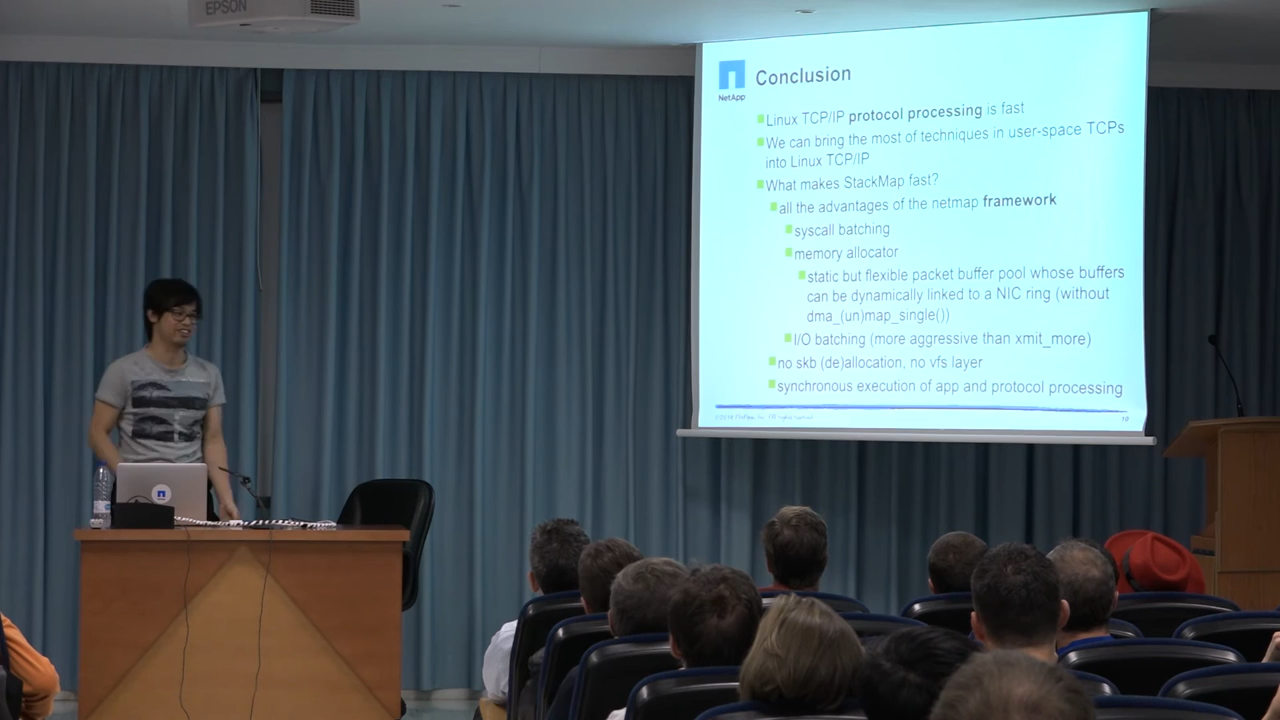 EPSON
NetApp
Conclusion
Linux TCP/IP protocol processing is fast
We can bring the most of techniques in user-space TCPs
into Linux TCP/IP
What makes StackMap fast?
all the advantages of the netmap framework
syscall batching
memory allocator
static but flexible packet buffer pool whose buffers
can be dynamically linked to a NIC ring (without
dma_(un)map_single())
I/O batching (more aggressive than xmit_more)
no skb (de)allocation, no vfs layer
synchronous execution of app and protocol processing